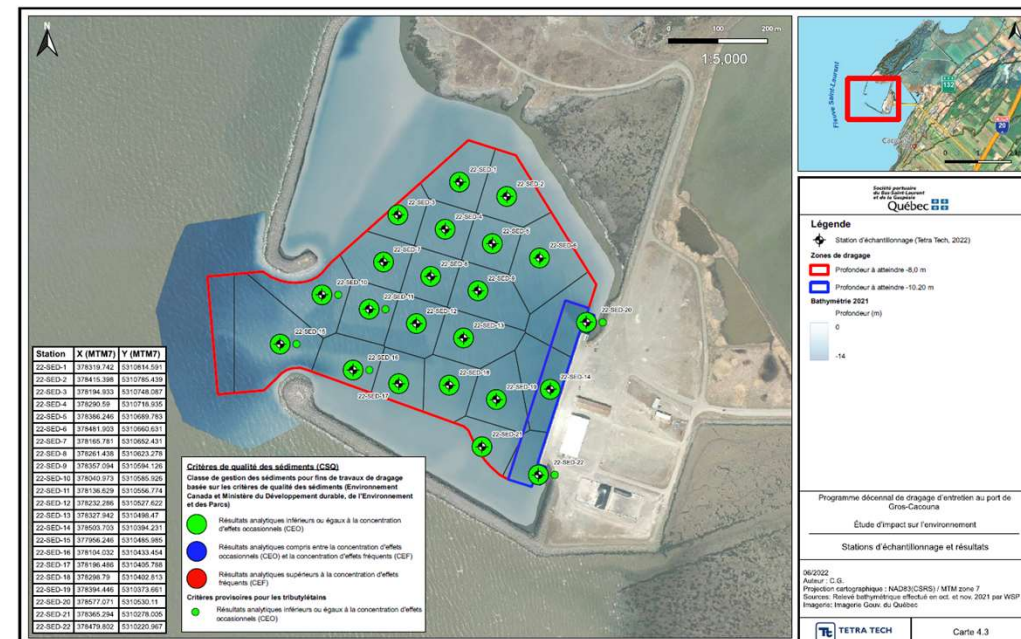 N
0 100 200 m
1:5,000
22-SED-1
22-SED-2
22-SED-3
22-SED-4
22-SED-5
22-SED-6
22-SED-7
22-SED-8
22-SED-10
22-SED-11
22-SED-12
22-SED-13
22-SED-20
22-SED-15
22-SED-16
22-SED-17
22-SED-18
22-SED-19
22-SED-14
22-SED-21
22-SED-22
Station X (MTM7) Y (MTM7)
22-SED-1 378319.742 5310814.591
22-SED-2 378415.398 5310785.439
22-SED-3 378194.933 5310748.087
22-SED-4 378290.59 5310718.935
22-SED-5 378386.246 5310689.783
22-SED-6 378481.903 5310660.631
22-SED-7 378165.781 5310652.431
22-SED-8 378261.438 5310623.278
22-SED-9 378357.094 5310594.126
22-SED-10 378040.973 5310585.926
22-SED-11 378136.629 5310556.774
22-SED-12 378232.286 5310527.622
22-SED-13 378327.942 5310498.47
22-SED-14 378503.703 5310394.231
22-SED-15 377956.246 5310485.985
22-SED-16 378104.032 5310433.454
22-SED-17 378196.486 5310405.788
22-SED-18 378298.79 5310402.813
22-SED-19 378394.446 5310373.661
22-SED-20 378577.071 5310530.11
22-SED-21 378365.294 5310278.005
22-SED-22 378479.802 5310220.967
Critères de qualité des sédiments (CSQ)
Classe de gestion des sédiments pour fins de travaux de dragage
basée sur les critères de qualité des sédiments (Environnement
Canada et Ministère du Développement durable, de l'Environnement
et des Parcs)
Résultats analytiques inférieurs ou égaux à la concentration
d'effets occasionnels (CEO)
Résultats analytiques compris entre la concentration d'effets
occasionnels (CEO) et la concentration d'effets fréquents (CEF)
Résultats analytiques supérieurs à la concentration d'effets
fréquents (CEF)
Critères provisoires pour les tributylétains
Résultats analytiques inférieurs ou égaux à la concentration d'effets
occasionnels (CEO)
Fleuve Saint-Laurent
132
20
Société portuaire
du Bas-Saint-Laurent
et de la Gaspésie
Québec
Légende
Station d'échantillonnage (Tetra Tech, 2022)
Zones de dragage
Profondeur à atteindre -8,0 m
Profondeur à atteindre -10.20 m
Bathymétrie 2021
Profondeur (m)
0
-14
Programme décennal de dragage d'entretien au port de
Gros-Cacouna
Étude d'impact sur l'environnement
Stations d'échantillonage et résultats
06/2022
Auteur : C.G.
Projection cartographique : NAD83(CSRS) / MTM zone 7
Sources: Relevé bathymétrique effectué en oct. et nov. 2021 par WSP
Imagerie: Imagerie Gouv. du Québec
TETRA TECH
Carte 4.3